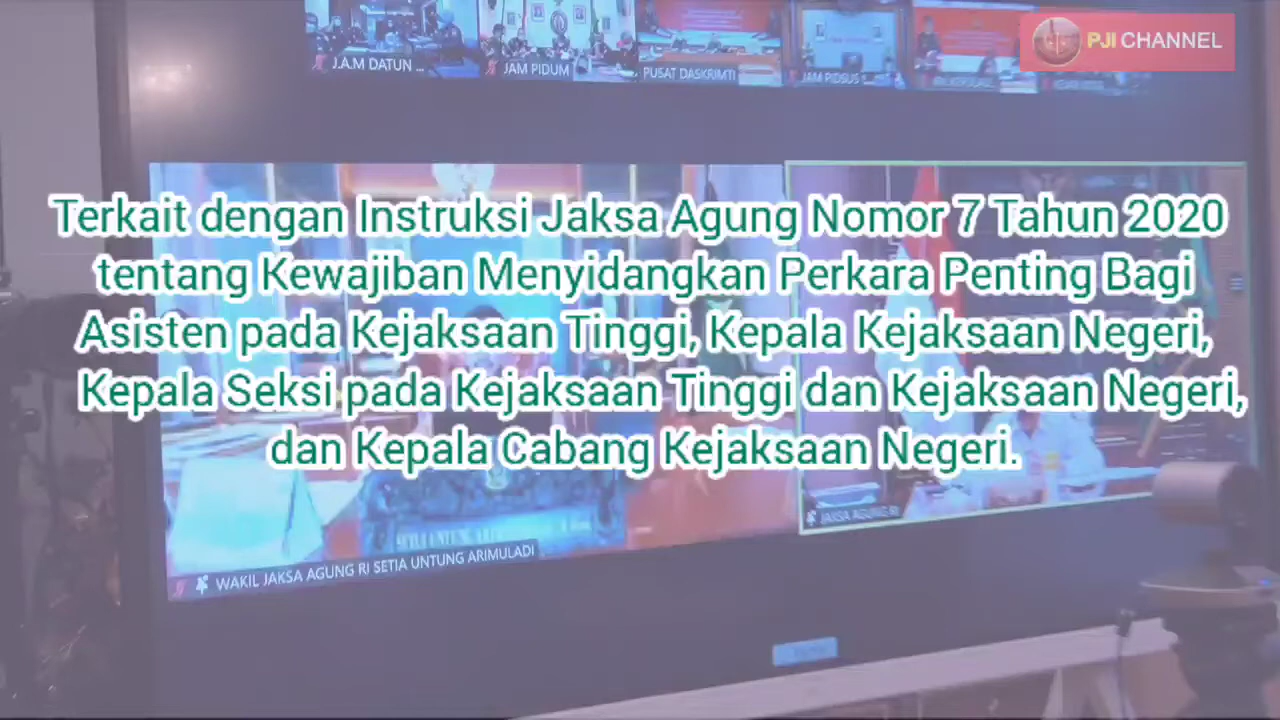 J.A.M DATUN ...
JAM PIDUM
PUSAT DASKRIMTI
JAM PIDSUS
PJI CHANNEL
Terkait dengan Instruksi Jaksa Agung Nomor 7 Tahun 2020
tentang Kewajiban Menyidangkan Perkara Penting Bagi
Asisten pada Kejaksaan Tinggi, Kepala Kejaksaan Negeri,
Kepala Seksi pada Kejaksaan Tinggi dan Kejaksaan Negeri,
dan Kepala Cabang Kejaksaan Negeri.
JAKSA AGUNG RI
WAKIL JAKSA AGUNG RI SETIA UNTUNG ARIMULADI